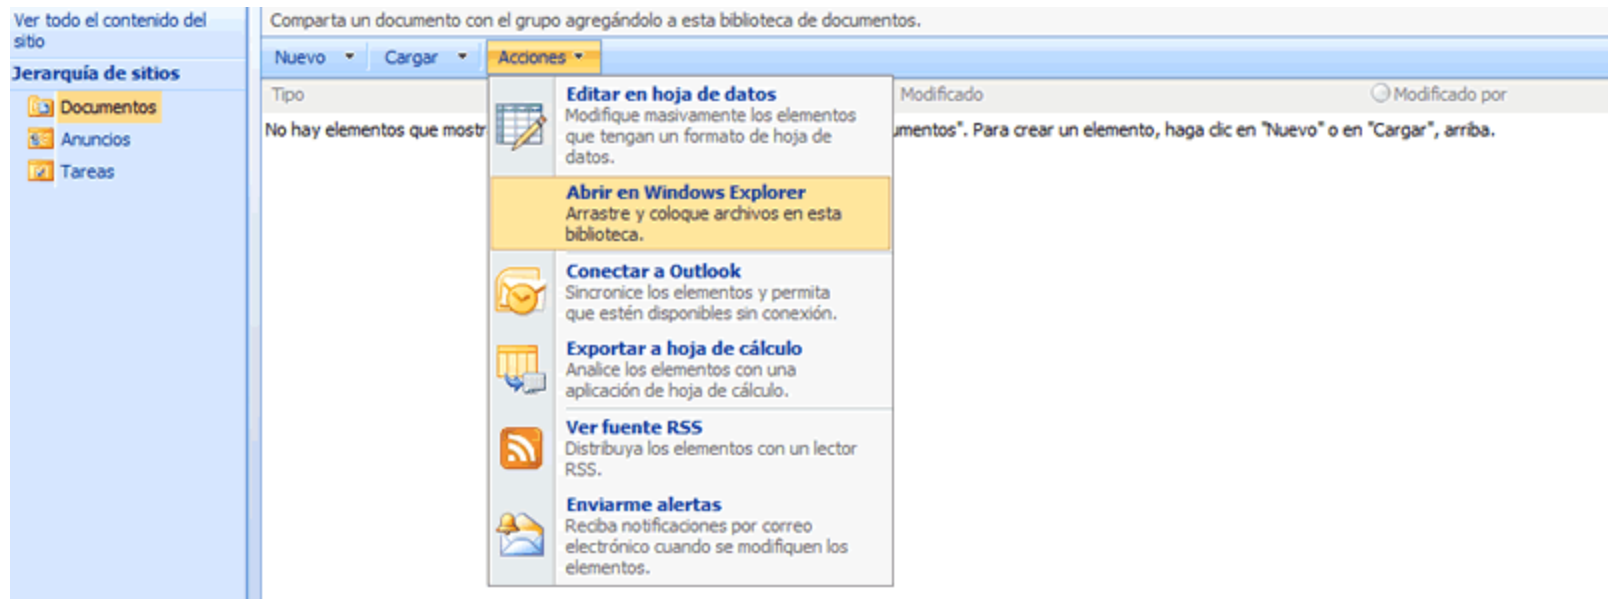 Ver todo el contenido del
sitio
Jerarquía de sitios
Documentos
Anuncios
Tareas
Comparta un documento con el grupo agregándolo a esta biblioteca de documentos.
Nuevo Cargar Acciones
Tipo Modificado Modificado por
No hay elementos que mostr umentos". Para crear un elemento, haga clic en "Nuevo" o en "Cargar", arriba.
Editar en hoja de datos
Modifique masivamente los elementos
que tengan un formato de hoja de
datos.
Abrir en Windows Explorer
Arrastre y coloque archivos en esta
biblioteca.
Conectar a Outlook
Sincronice los elementos y permita
que estén disponibles sin conexión.
Exportar a hoja de cálculo
Analice los elementos con una
aplicación de hoja de cálculo.
Ver fuente RSS
Distribuya los elementos con un lector
RSS.
Enviarme alertas
Reciba notificaciones por correo
electrónico cuando se modifiquen los
elementos.